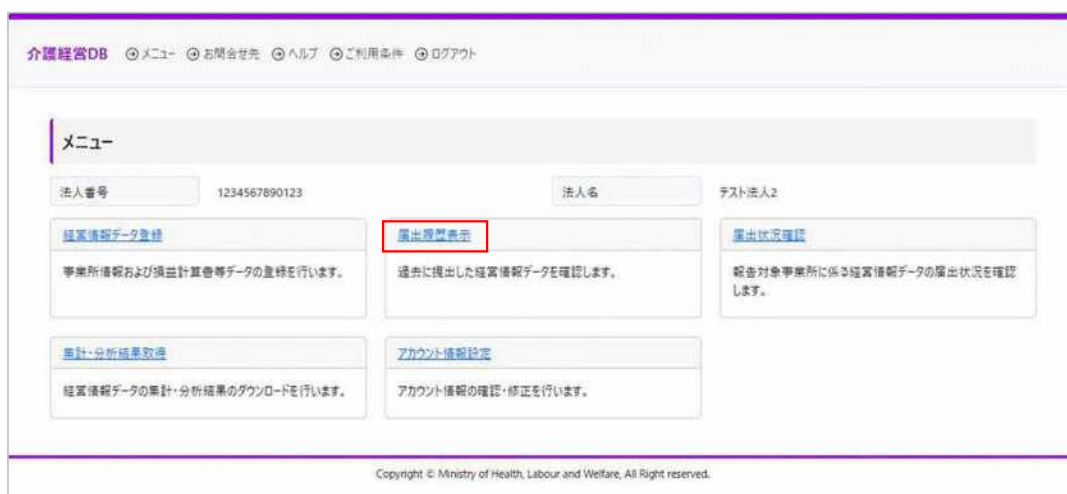 介護経営DB メニュー お問合せ先 ヘルプ ご利用条件 ログアウト
メニュー
法人番号 1234567890123 法人名 テスト法人2
経営情報データ登録 届出履歴表示 届出状況確認
事業所情報および損益計算書等データの登録を行います。 過去に提出した経営情報データを確認します。 報告対象事業所に係る経営情報データの届出状況を確認
します。
集計・分析結果取得 アカウント情報設定
経営情報データの集計・分析結果のダウンロードを行います。 アカウント情報の確認・修正を行います。
Copyright © Ministry of Health, Labour and Welfare, All Right reserved.